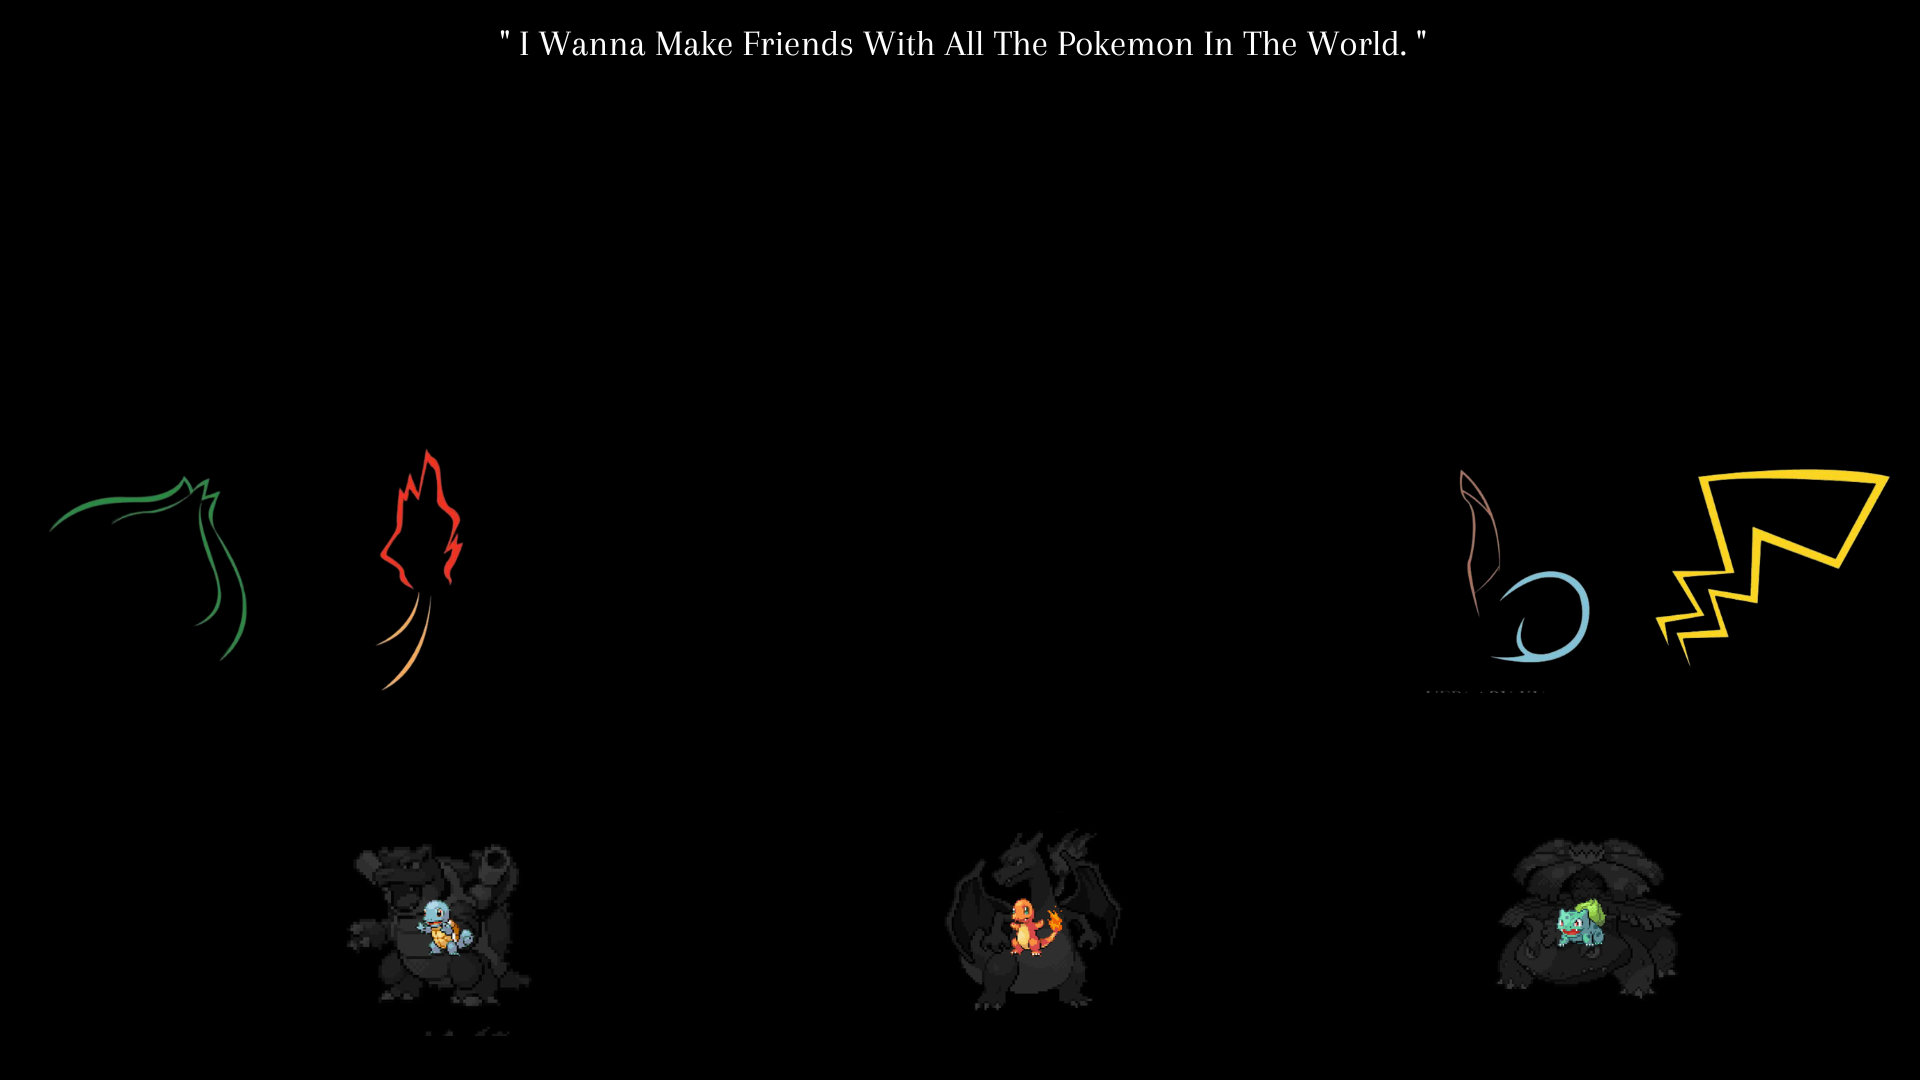 " I Wanna Make Friends With All The Pokemon In The World. "